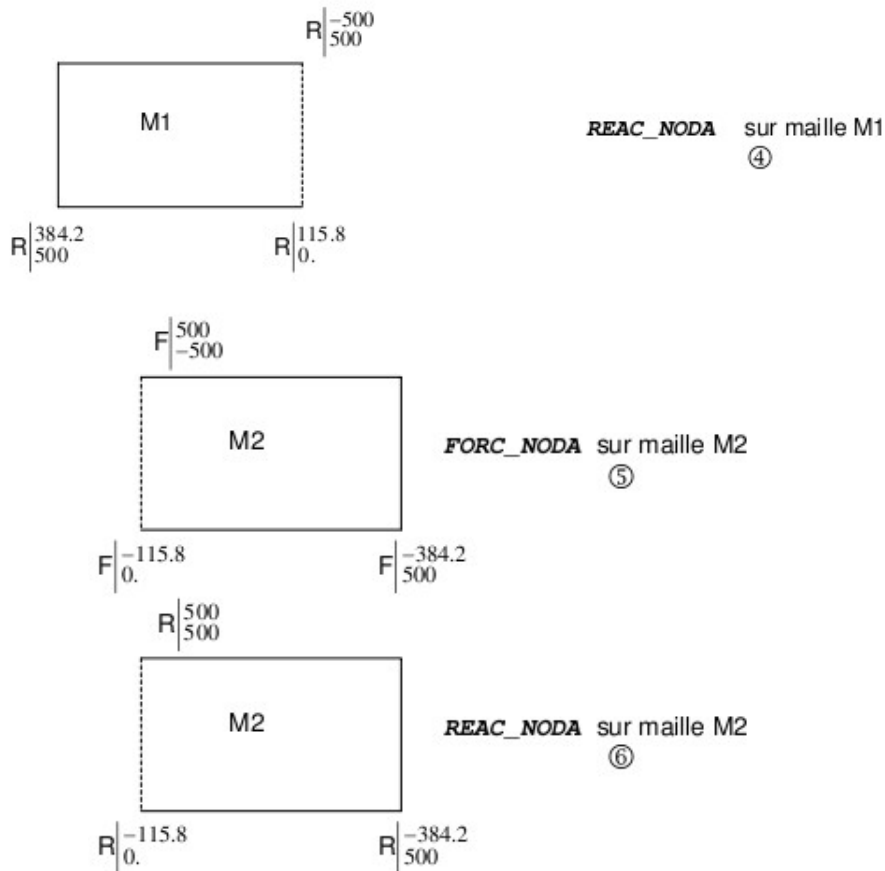 R -500
500
M1
REAC_NODA sur maille M1
④
R 384.2
500
R 115.8
0.
F 500
-500
M2
FORC_NODA sur maille M2
⑤
F -115.8
0.
F -384.2
500
R 500
500
M2
REAC_NODA sur maille M2
⑥
R -115.8
0.
R -384.2
500